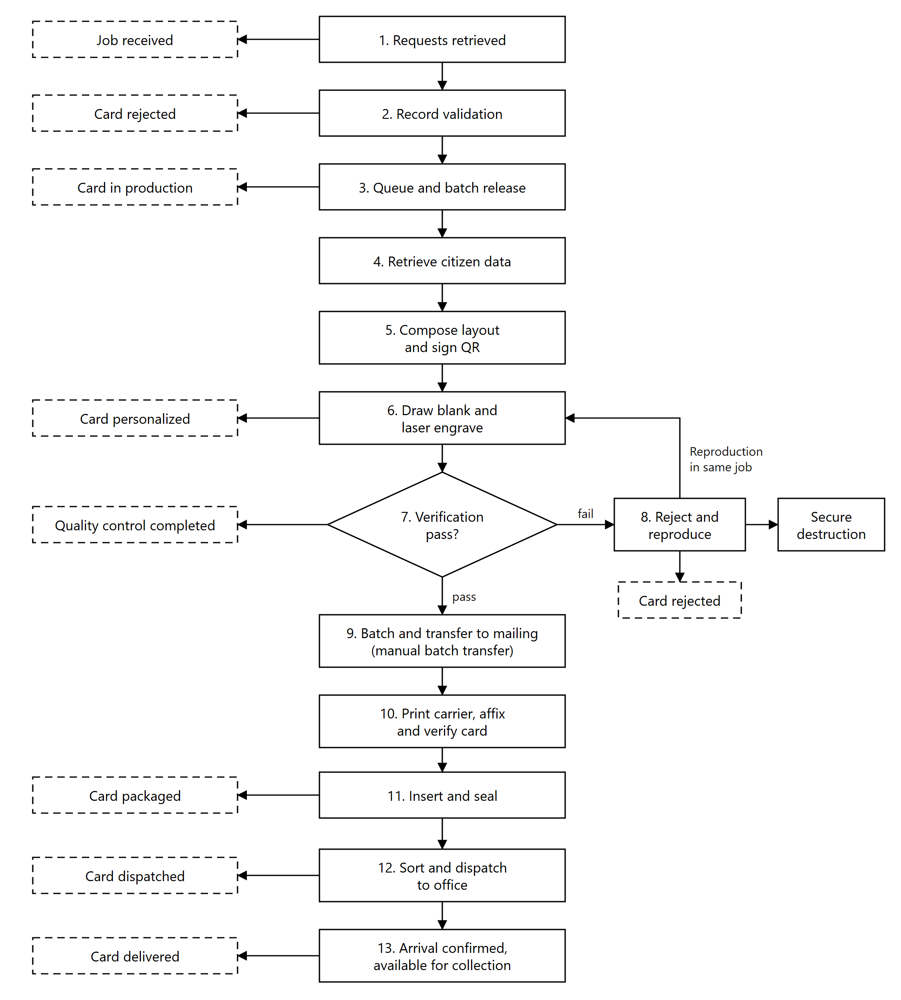 Job received
1. Requests retrieved
Card rejected
2. Record validation
Card in production
3. Queue and batch release
4. Retrieve citizen data
5. Compose layout
and sign QR
Card personalized
6. Draw blank and
laser engrave
Reproduction
in same job
Quality control completed
7. Verification
pass?
fail
8. Reject and
reproduce
Secure
destruction
pass
Card rejected
9. Batch and transfer to mailing
(manual batch transfer)
10. Print carrier, affix
and verify card
Card packaged
11. Insert and seal
Card dispatched
12. Sort and dispatch
to office
Card delivered
13. Arrival confirmed,
available for collection